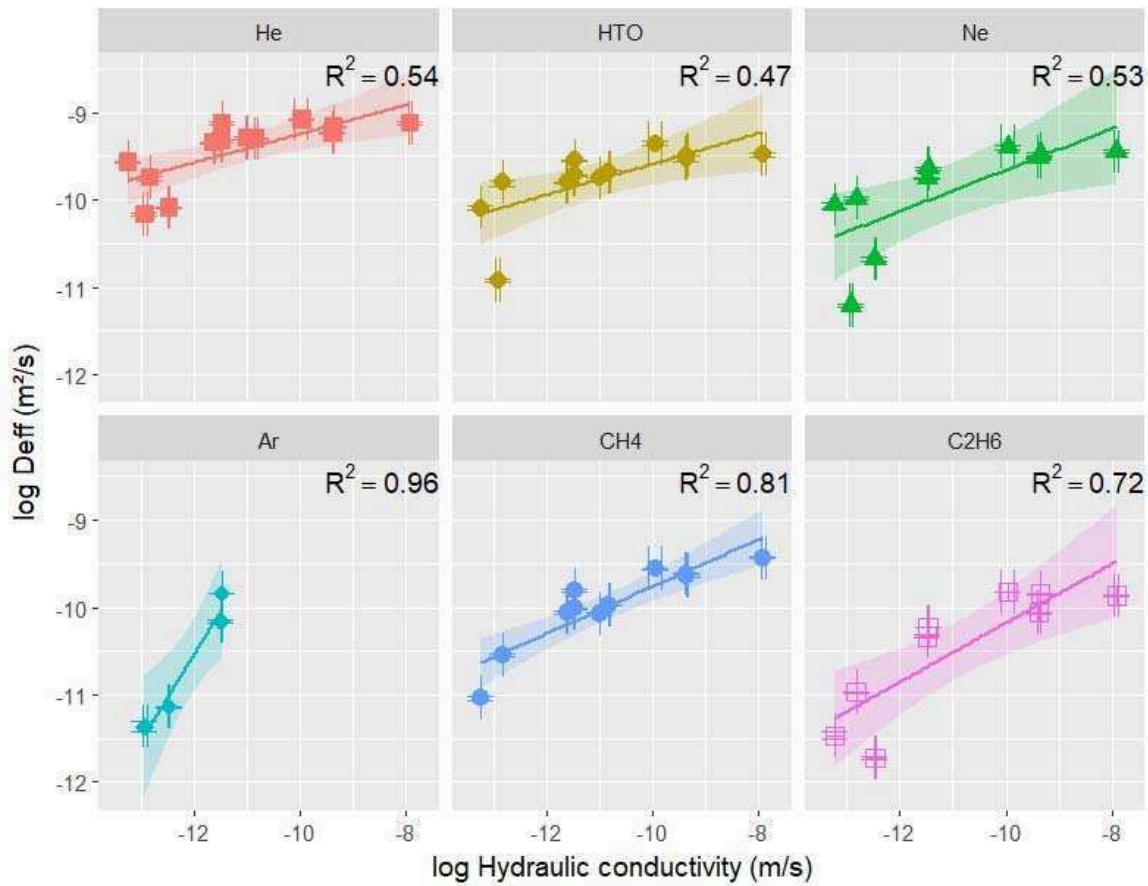 He HTO Ne
R² = 0.54 R² = 0.47 R² = 0.53
-9
-10
-11
-12
log Deff (m²/s)
Ar CH4 C2H6
R² = 0.96 R² = 0.81 R² = 0.72
-9
-10
-11
-12
-12 -10 -8 -12 -10 -8 -12 -10 -8
log Hydraulic conductivity (m/s)